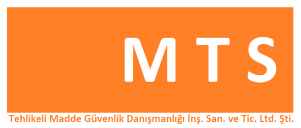 M T S
Tehlikeli Madde Güvenlik Danışmanlığı İnş. San. ve Tic. Ltd. Şti.